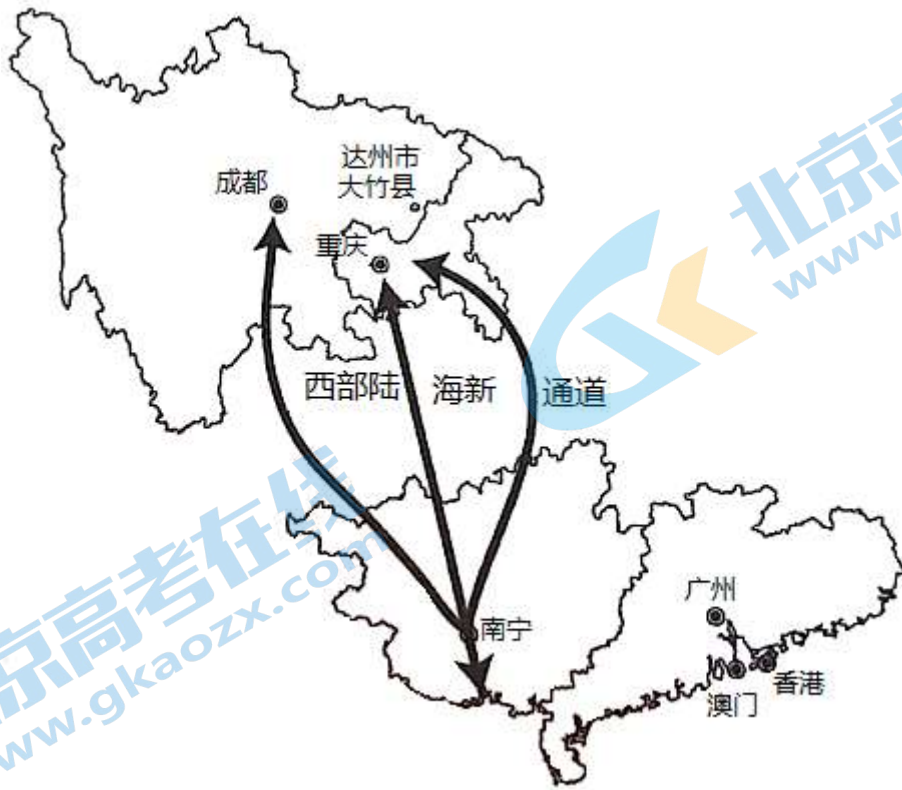 达州市
大竹县
成都
重庆
西部陆 海新 通道
南宁
广州
香港
澳门
北京高
www.
京高考在线
www.gkaozx.com